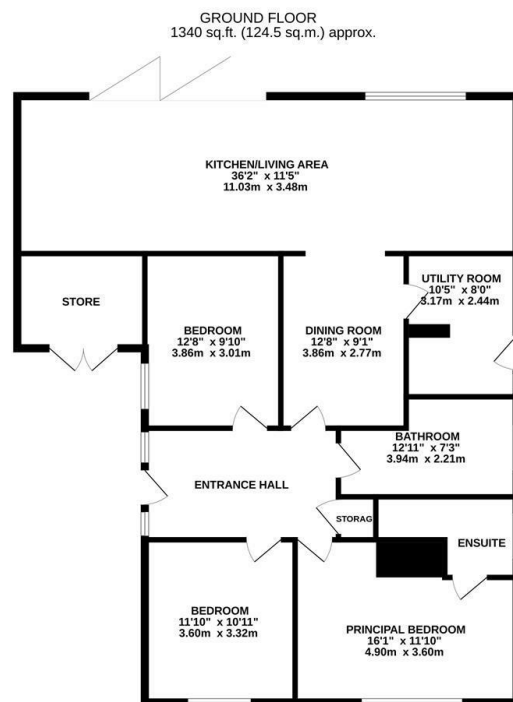 GROUND FLOOR
1340 sq.ft. (124.5 sq.m.) approx.
KITCHEN/LIVING AREA
36'2" x 11'5"
11.03m x 3.48m
STORE
BEDROOM
12'8" x 9'10"
3.86m x 3.01m
DINING ROOM
12'8" x 9'1"
3.86m x 2.77m
UTILITY ROOM
10'5" x 8'0"
3.17m x 2.44m
BATHROOM
12'11" x 7'3"
3.94m x 2.21m
ENTRANCE HALL
STORAG
ENSUITE
BEDROOM
11'10" x 10'11"
3.60m x 3.32m
PRINCIPAL BEDROOM
16'1" x 11'10"
4.90m x 3.60m